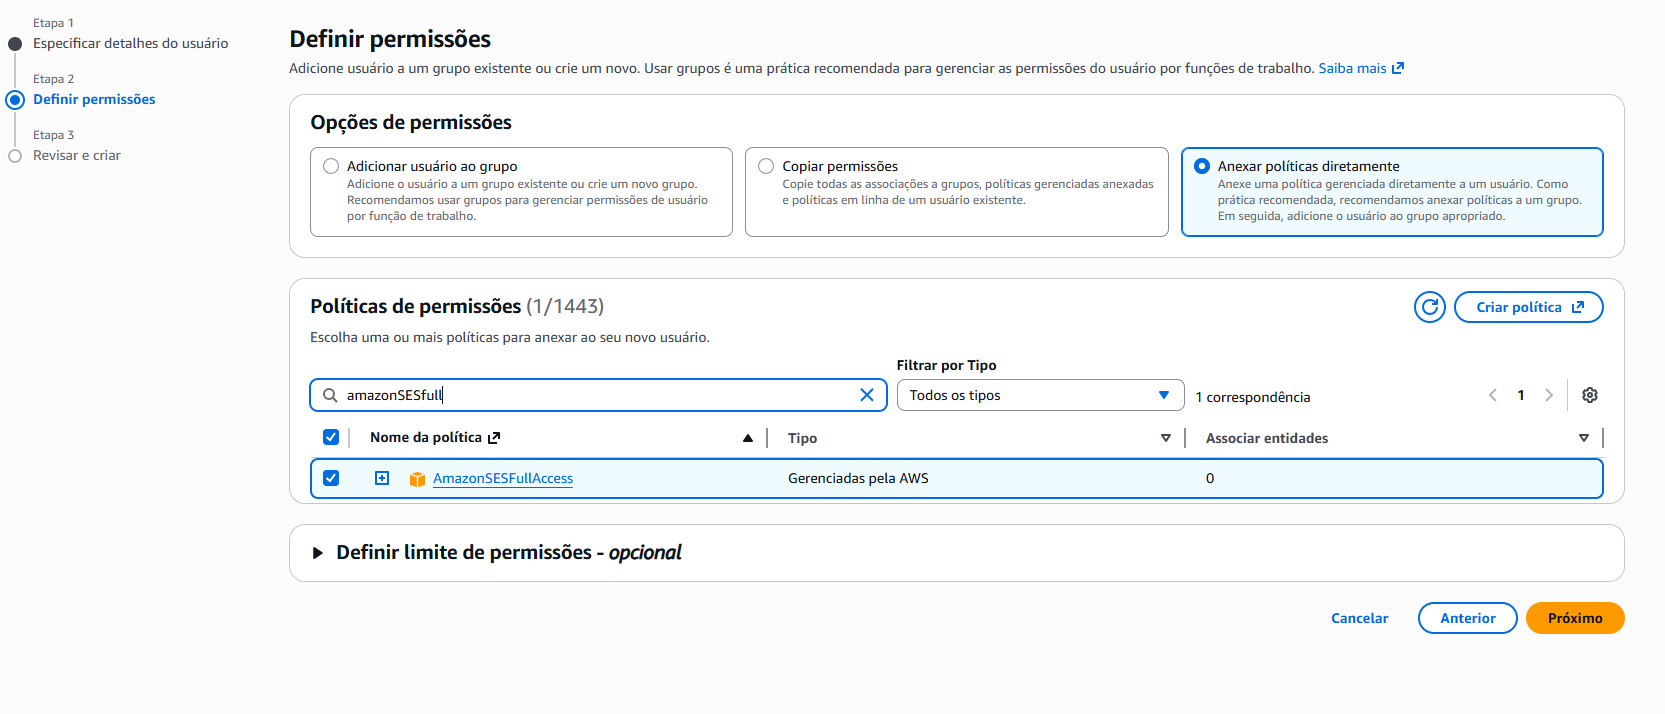 Etapa 1
Especificar detalhes do usuário
Etapa 2
Definir permissões
Etapa 3
Revisar e criar
Definir permissões
Adicione usuário a um grupo existente ou crie um novo. Usar grupos é uma prática recomendada para gerenciar as permissões do usuário por funções de trabalho. Saiba mais
Opções de permissões
Adicionar usuário ao grupo
Adicione o usuário a um grupo existente ou crie um novo grupo.
Recomendamos usar grupos para gerenciar permissões de usuário
por função de trabalho.
Copiar permissões
Copie todas as associações a grupos, políticas gerenciadas anexadas
e políticas em linha de um usuário existente.
Anexar políticas diretamente
Anexe uma política gerenciada diretamente a um usuário. Como
prática recomendada, recomendamos anexar políticas a um grupo.
Em seguida, adicione o usuário ao grupo apropriado.
Políticas de permissões (1/1443)
Criar política
Escolha uma ou mais políticas para anexar ao seu novo usuário.
Filtrar por Tipo
amazonSESfull
Todos os tipos
1 correspondência
1
Nome da política
Tipo
Associar entidades
AmazonSESFullAccess
Gerenciadas pela AWS
0
Definir limite de permissões - opcional
Cancelar
Anterior
Próximo